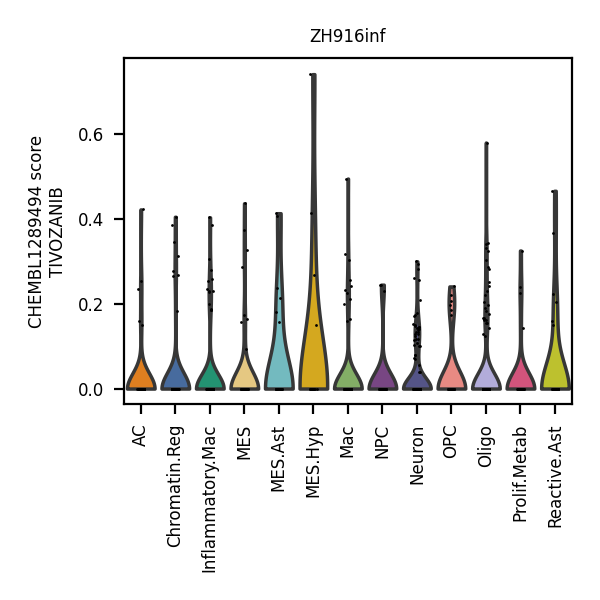 ZH916inf
CHEMBL1289494 score
TIVOZANIB
0.6
0.4
0.2
0.0
AC
Chromatin.Reg
Inflammatory.Mac
MES
MES.Ast
MES.Hyp
Mac
NPC
Neuron
OPC
Oligo
Prolif.Metab
Reactive.Ast